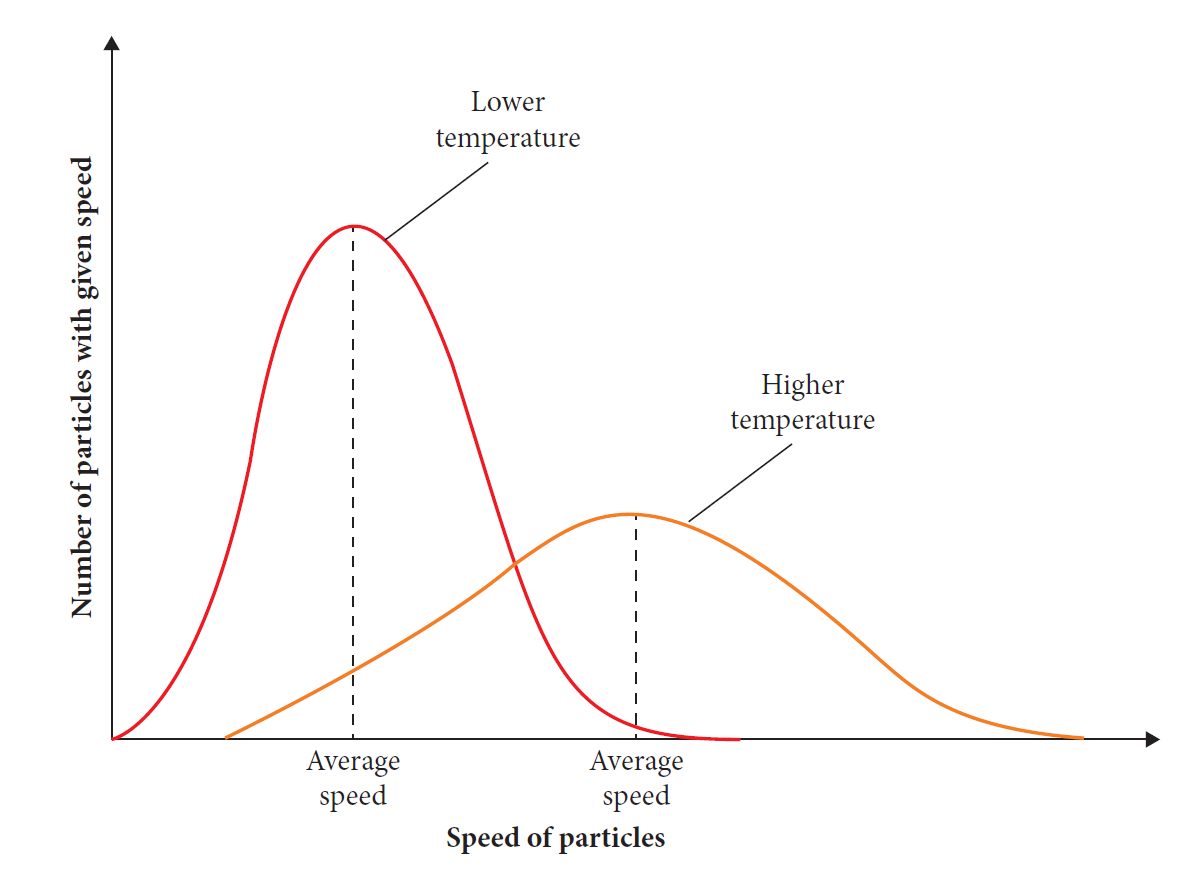 Lower
temperature
Number of particles with given speed
Higher
temperature
Average
speed
Average
speed
Speed of particles